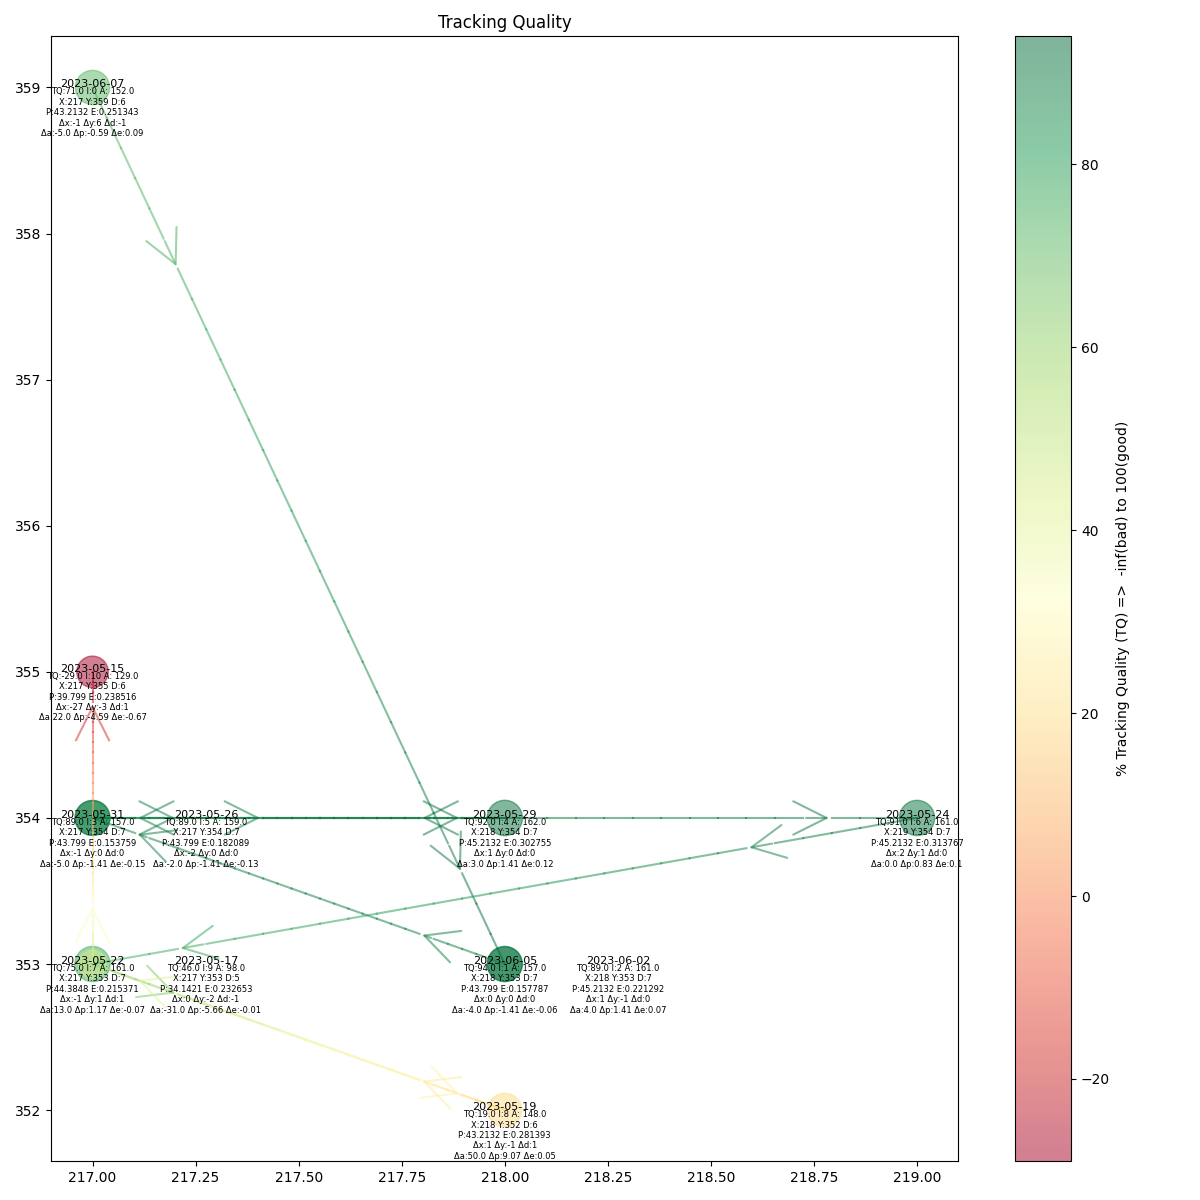 Tracking Quality
359
358
357
356
355
354
353
352
2023-06-07
TQ:71.0 I:0 A: 152.0
X:217 Y:359 D:6
P:43.2132 E:0.251343
Δx:-1 Δy:6 Δd:-1
Δa:-5.0 Δp:-0.59 Δe:0.09
2023-05-15
TQ:-29.0 I:10 A: 129.0
X:217 Y:355 D:6
P:39.799 E:0.238516
Δx:-27 Δy:-3 Δd:1
Δa:22.0 Δp:-4.59 Δe:-0.67
2023-05-31
TQ:89.0 I:3 A: 157.0
X:217 Y:354 D:7
P:43.799 E:0.153759
Δx:-1 Δy:0 Δd:0
Δa:-5.0 Δp:-1.41 Δe:-0.15
2023-05-26
TQ:89.0 I:5 A: 159.0
X:217 Y:354 D:7
P:43.799 E:0.182089
Δx:-2 Δy:0 Δd:0
Δa:-2.0 Δp:-1.41 Δe:-0.13
2023-05-29
TQ:92.0 I:4 A: 162.0
X:218 Y:354 D:7
P:45.2132 E:0.302755
Δx:1 Δy:0 Δd:0
Δa:3.0 Δp:1.41 Δe:0.12
2023-05-24
TQ:91.0 I:6 A: 161.0
X:219 Y:354 D:7
P:45.2132 E:0.313767
Δx:2 Δy:1 Δd:0
Δa:0.0 Δp:0.83 Δe:0.1
2023-05-22
TQ:75.0 I:7 A: 161.0
X:217 Y:353 D:7
P:44.3848 E:0.215371
Δx:-1 Δy:1 Δd:1
Δa:13.0 Δp:1.17 Δe:-0.07
2023-05-17
TQ:46.0 I:9 A: 98.0
X:217 Y:353 D:5
P:34.1421 E:0.232653
Δx:0 Δy:-2 Δd:-1
Δa:-31.0 Δp:-5.66 Δe:-0.01
2023-06-05
TQ:94.0 I:1 A: 157.0
X:218 Y:353 D:7
P:43.799 E:0.157787
Δx:0 Δy:0 Δd:0
Δa:-4.0 Δp:-1.41 Δe:-0.06
2023-06-02
TQ:89.0 I:2 A: 161.0
X:218 Y:353 D:7
P:45.2132 E:0.221292
Δx:1 Δy:-1 Δd:0
Δa:4.0 Δp:1.41 Δe:0.07
2023-05-19
TQ:19.0 I:8 A: 148.0
X:218 Y:352 D:6
P:43.2132 E:0.281393
Δx:1 Δy:-1 Δd:1
Δa:50.0 Δp:9.07 Δe:0.05
217.00 217.25 217.50 217.75 218.00 218.25 218.50 218.75 219.00
80
60
40
20
0
−20
% Tracking Quality (TQ) => -inf(bad) to 100(good)